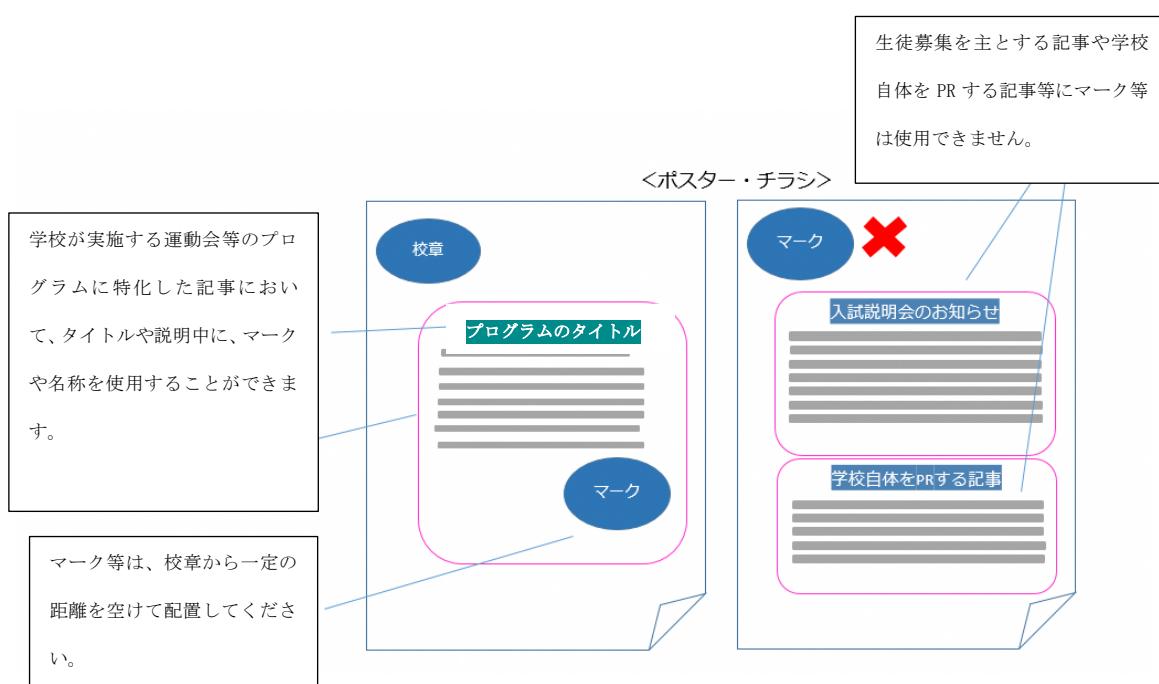 生徒募集を主とする記事や学校
自体を PR する記事等にマーク等
は使用できません。
<ポスター・チラシ>
学校が実施する運動会等のプロ
グラムに特化した記事におい
て、タイトルや説明中に、マーク
や名称を使用することができま
す。
校章
プログラムのタイトル
マーク
マーク等は、校章から一定の
距離を空けて配置してくださ
い。
マーク
入試説明会のお知らせ
学校自体をPRする記事